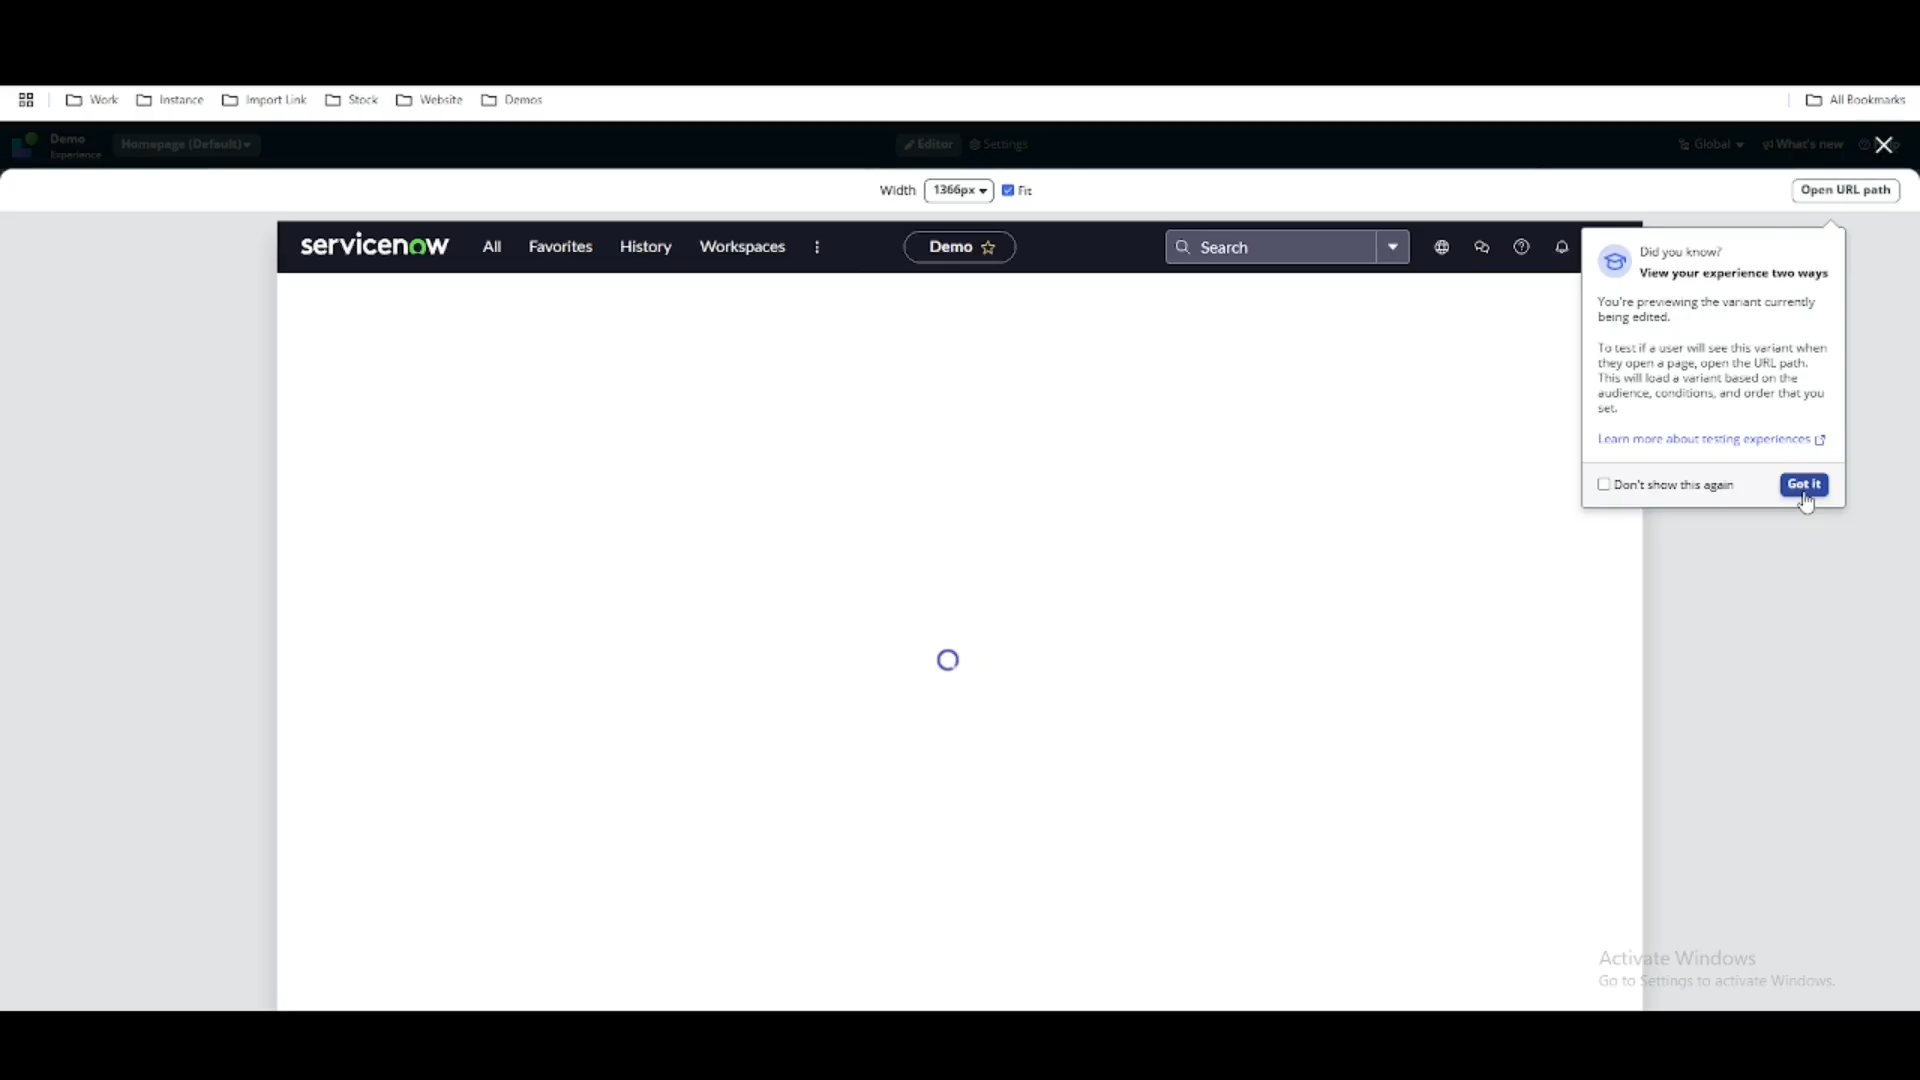 Work Instance Import Link Stock Website Demos All Bookmarks
Demo
Experience
Homepage (Default) Editor Settings Global What's new
Width 1366px Fit Open URL path
servicenow All Favorites History Workspaces Demo Search
Did you know?
View your experience two ways
You're previewing the variant currently
being edited.
To test if a user will see this variant when
they open a page, open the URL path.
This will load a variant based on the
audience, conditions, and order that you
set.
Learn more about testing experiences
Don't show this again Got it
Activate Windows
Go to Settings to activate Windows.